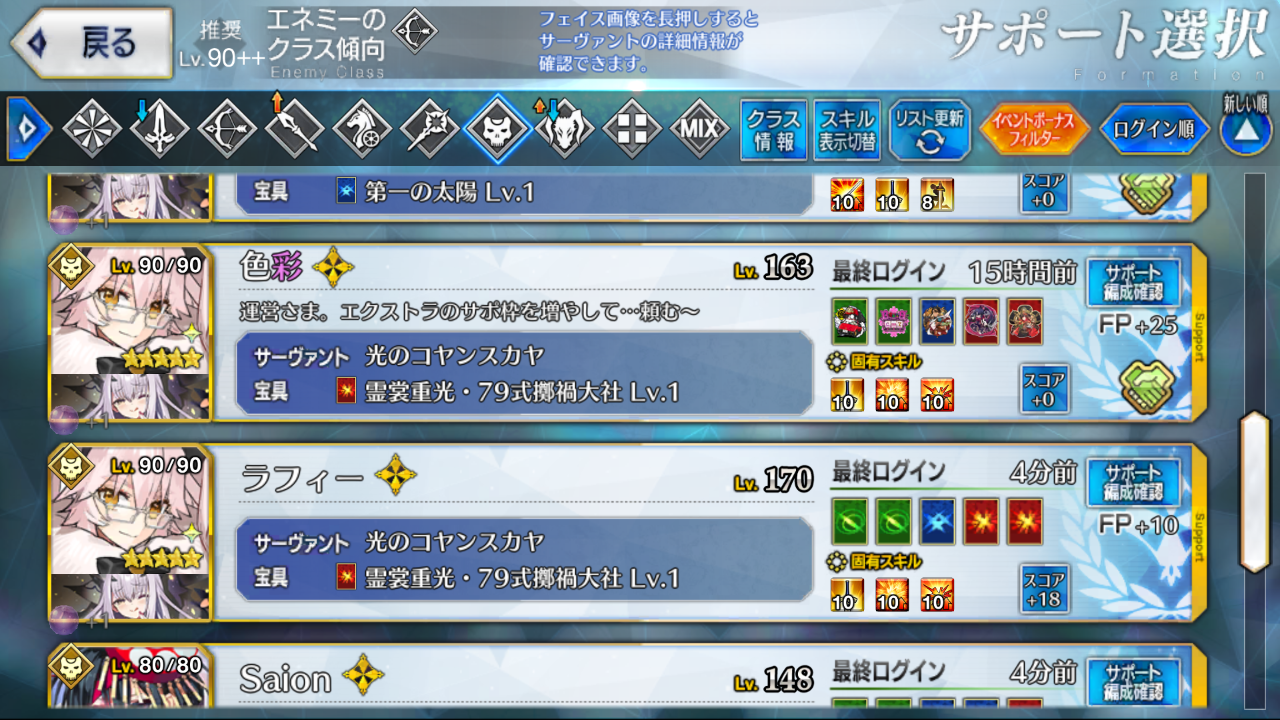 戻る
推奨
Lv.90++
エネミーの
クラス傾向
Enemy Class
フェイス画像を長押しすると
サーヴァントの詳細情報が
確認できます。
サポート選択
Formation
MIX
クラス
情報
スキル
表示切替
リスト更新
イベントボーナス
フィルター
ログイン順
新しい順
宝具 第一の太陽 Lv.1
10 10 8
スコア
+0
+1
Lv. 90/90
色彩
Lv. 163
最終ログイン 15時間前
サポート
編成確認
運営さま。エクストラのサポ枠を増やして…頼む〜
FP+25
Support
サーヴァント 光のコヤンスカヤ
固有スキル
宝具 霊裳重光・79式擲禍大社 Lv.1
10 10 10
スコア
+0
+1
Lv. 90/90
ラフィー
Lv. 170
最終ログイン 4分前
サポート
編成確認
FP+10
Support
サーヴァント 光のコヤンスカヤ
固有スキル
宝具 霊裳重光・79式擲禍大社 Lv.1
10 10 10
スコア
+18
+1
Lv. 80/80
Saion
Lv. 148
最終ログイン 4分前
サポート
編成確認